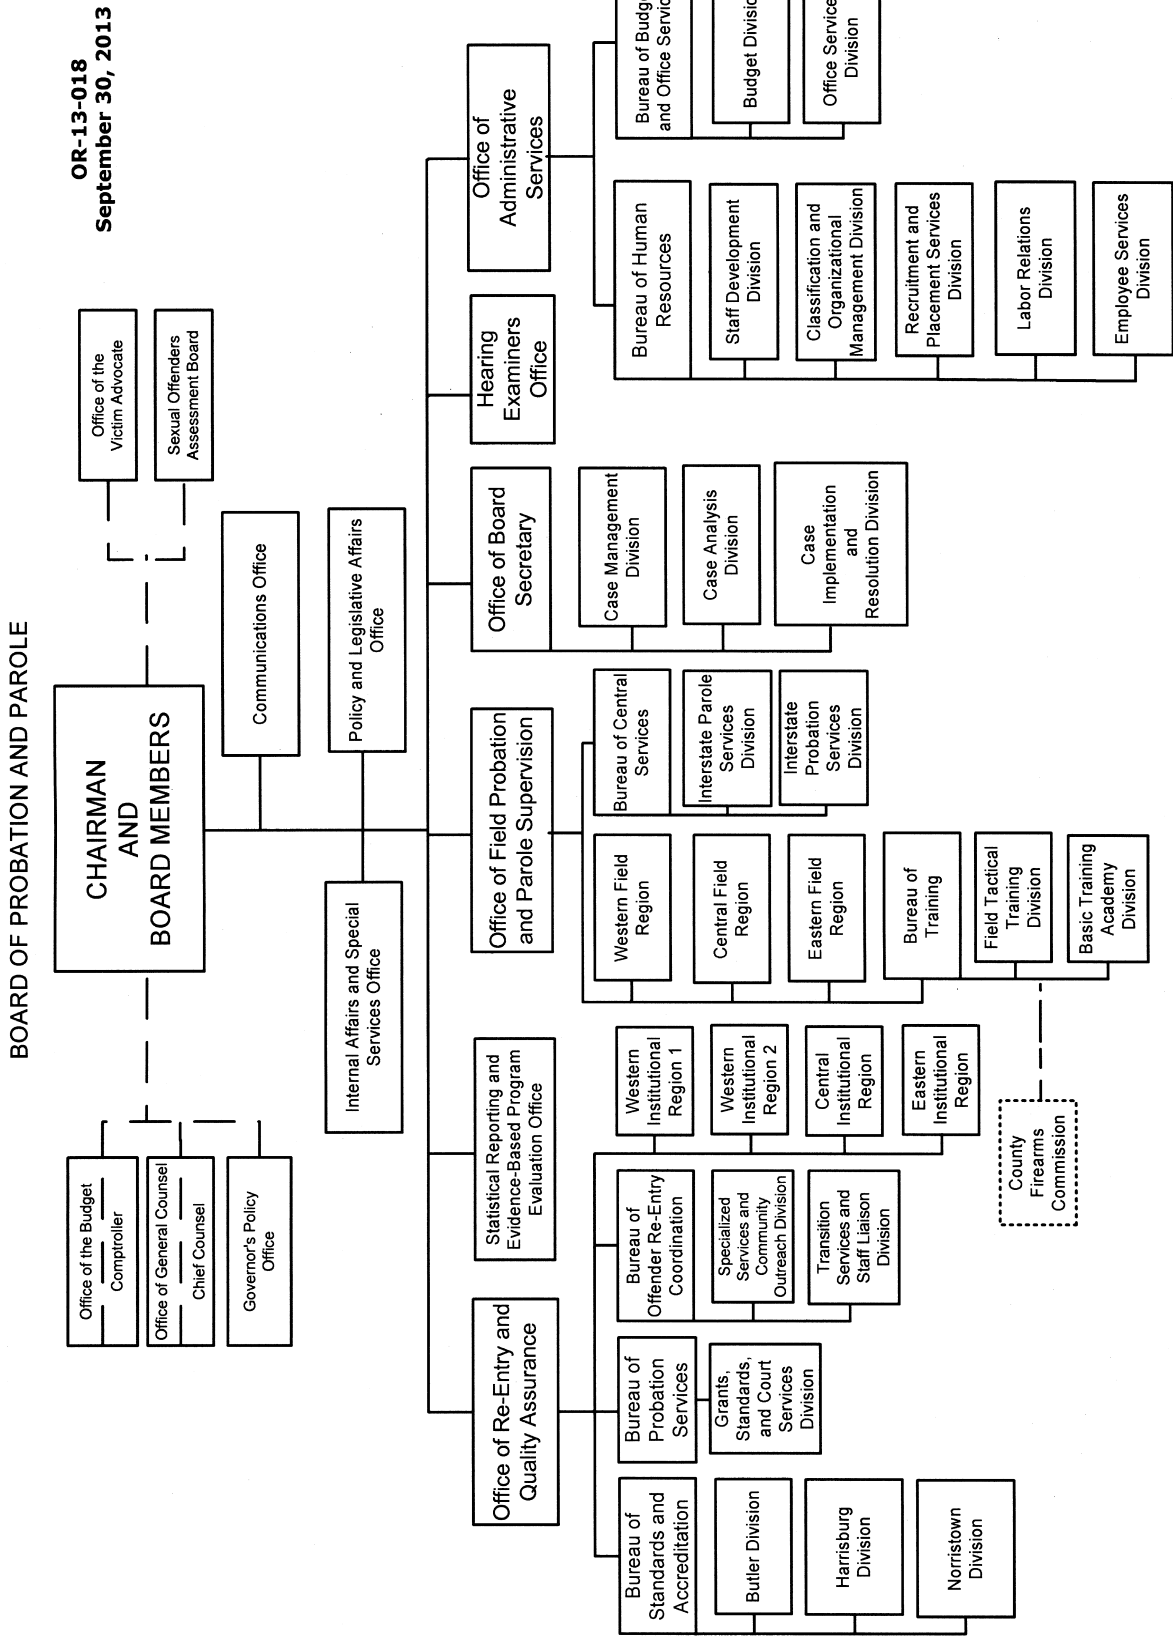 BOARD OF PROBATION AND PAROLE
OR-13-018
September 30, 2013
CHAIRMAN
AND
BOARD MEMBERS
Office of the Budget
Comptroller
Office of General Counsel
Chief Counsel
Governor's Policy
Office
Office of the
Victim Advocate
Sexual Offenders
Assessment Board
Communications Office
Internal Affairs and Special
Services Office
Policy and Legislative Affairs
Office
Office of Re-Entry and
Quality Assurance
Statistical Reporting and
Evidence-Based Program
Evaluation Office
Office of Field Probation
and Parole Supervision
Office of Board
Secretary
Hearing
Examiners
Office
Office of
Administrative
Services
Bureau of
Standards and
Accreditation
Butler Division
Harrisburg
Division
Norristown
Division
Bureau of
Probation
Services
Grants,
Standards,
and Court
Services
Division
Bureau of
Offender Re-Entry
Coordination
Specialized
Services and
Community
Outreach Division
Transition
Services and
Staff Liaison
Division
Western
Institutional
Region 1
Western
Institutional
Region 2
Central
Institutional
Region
Eastern
Institutional
Region
County
Firearms
Commission
Western Field
Region
Central Field
Region
Eastern Field
Region
Bureau of
Training
Field Tactical
Training
Division
Basic Training
Academy
Division
Bureau of Central
Services
Interstate Parole
Services
Division
Interstate
Probation
Services
Division
Case Management
Division
Case Analysis
Division
Case
Implementation
and
Resolution Division
Bureau of Human
Resources
Staff Development
Division
Classification and
Organizational
Management Division
Recruitment and
Placement Services
Division
Labor Relations
Division
Employee Services
Division
Bureau of Budg
and Office Servic
Budget Divisio
Office Service
Division